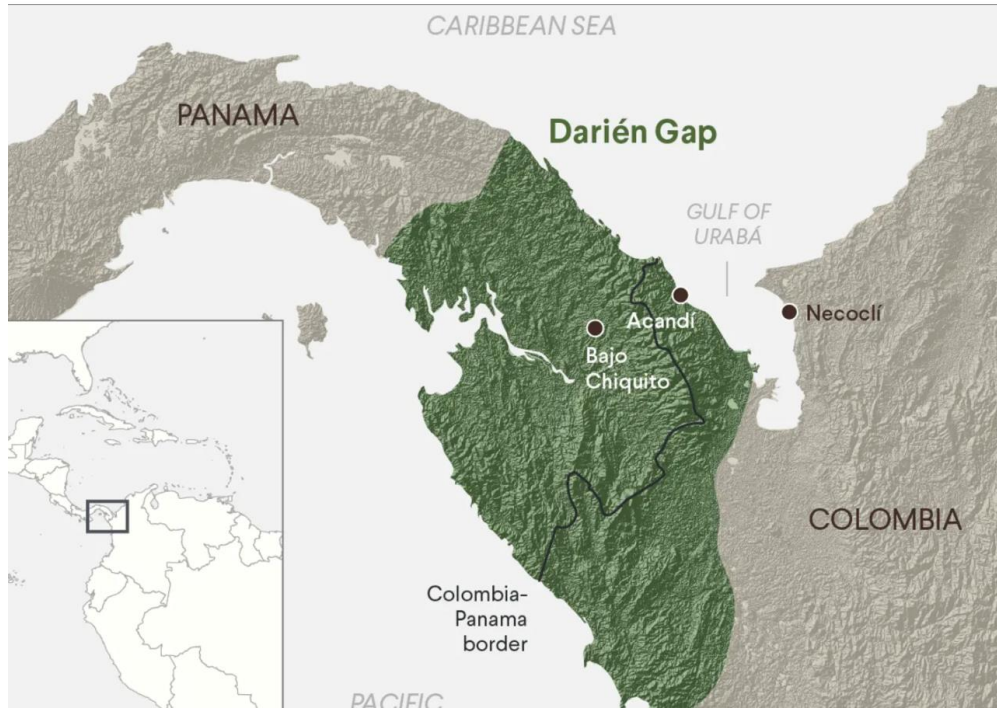 CARIBBEAN SEA
PANAMA
Darién Gap
GULF OF
URABÁ
Acandí
Necoclí
Bajo
Chiquito
COLOMBIA
Colombia-
Panama
border
PACIFIC